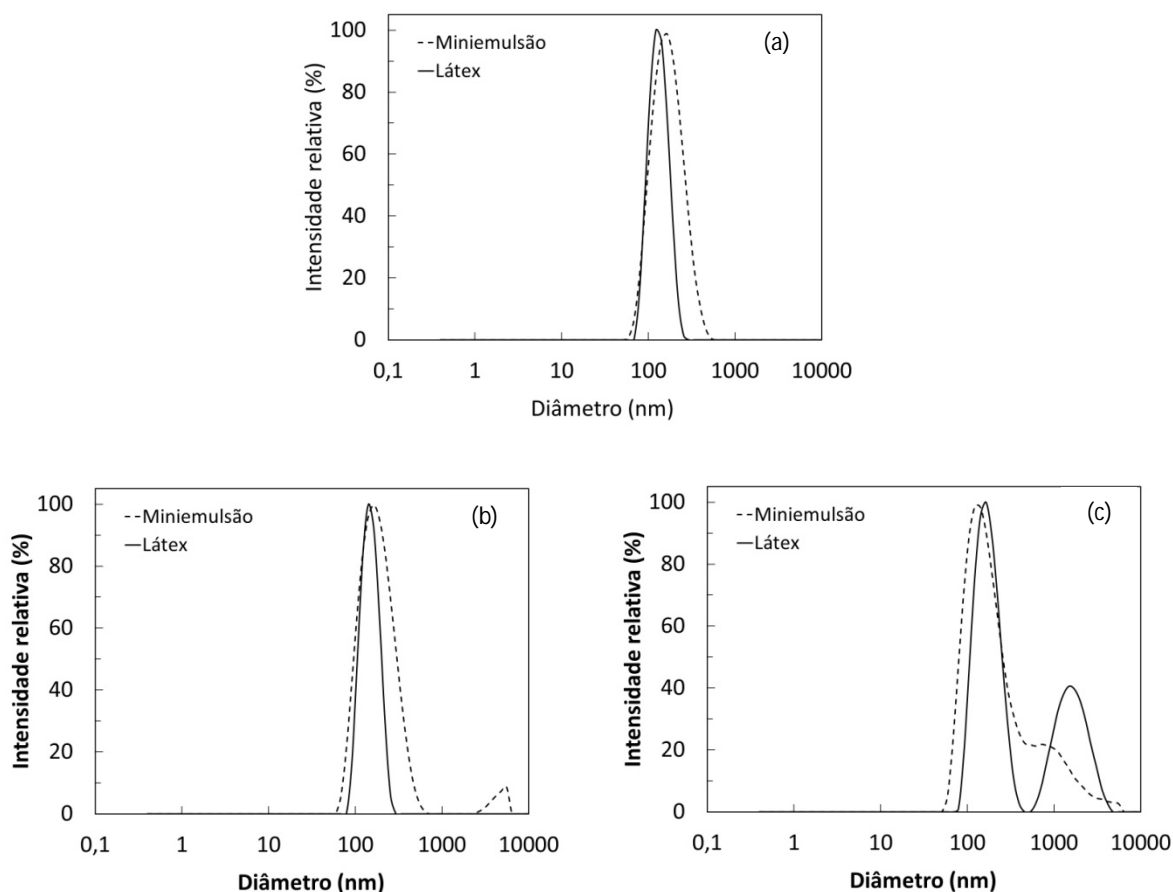 (a)
--Miniemulsão
—Látex
Intensidade relativa (%)
100
80
60
40
20
0
0,1 1 10 100 1000 10000
Diâmetro (nm)
(b)
--Miniemulsão
—Látex
Intensidade relativa (%)
100
80
60
40
20
0
0,1 1 10 100 1000 10000
Diâmetro (nm)
(c)
--Miniemulsão
—Látex
Intensidade relativa (%)
100
80
60
40
20
0
0,1 1 10 100 1000 10000
Diâmetro (nm)